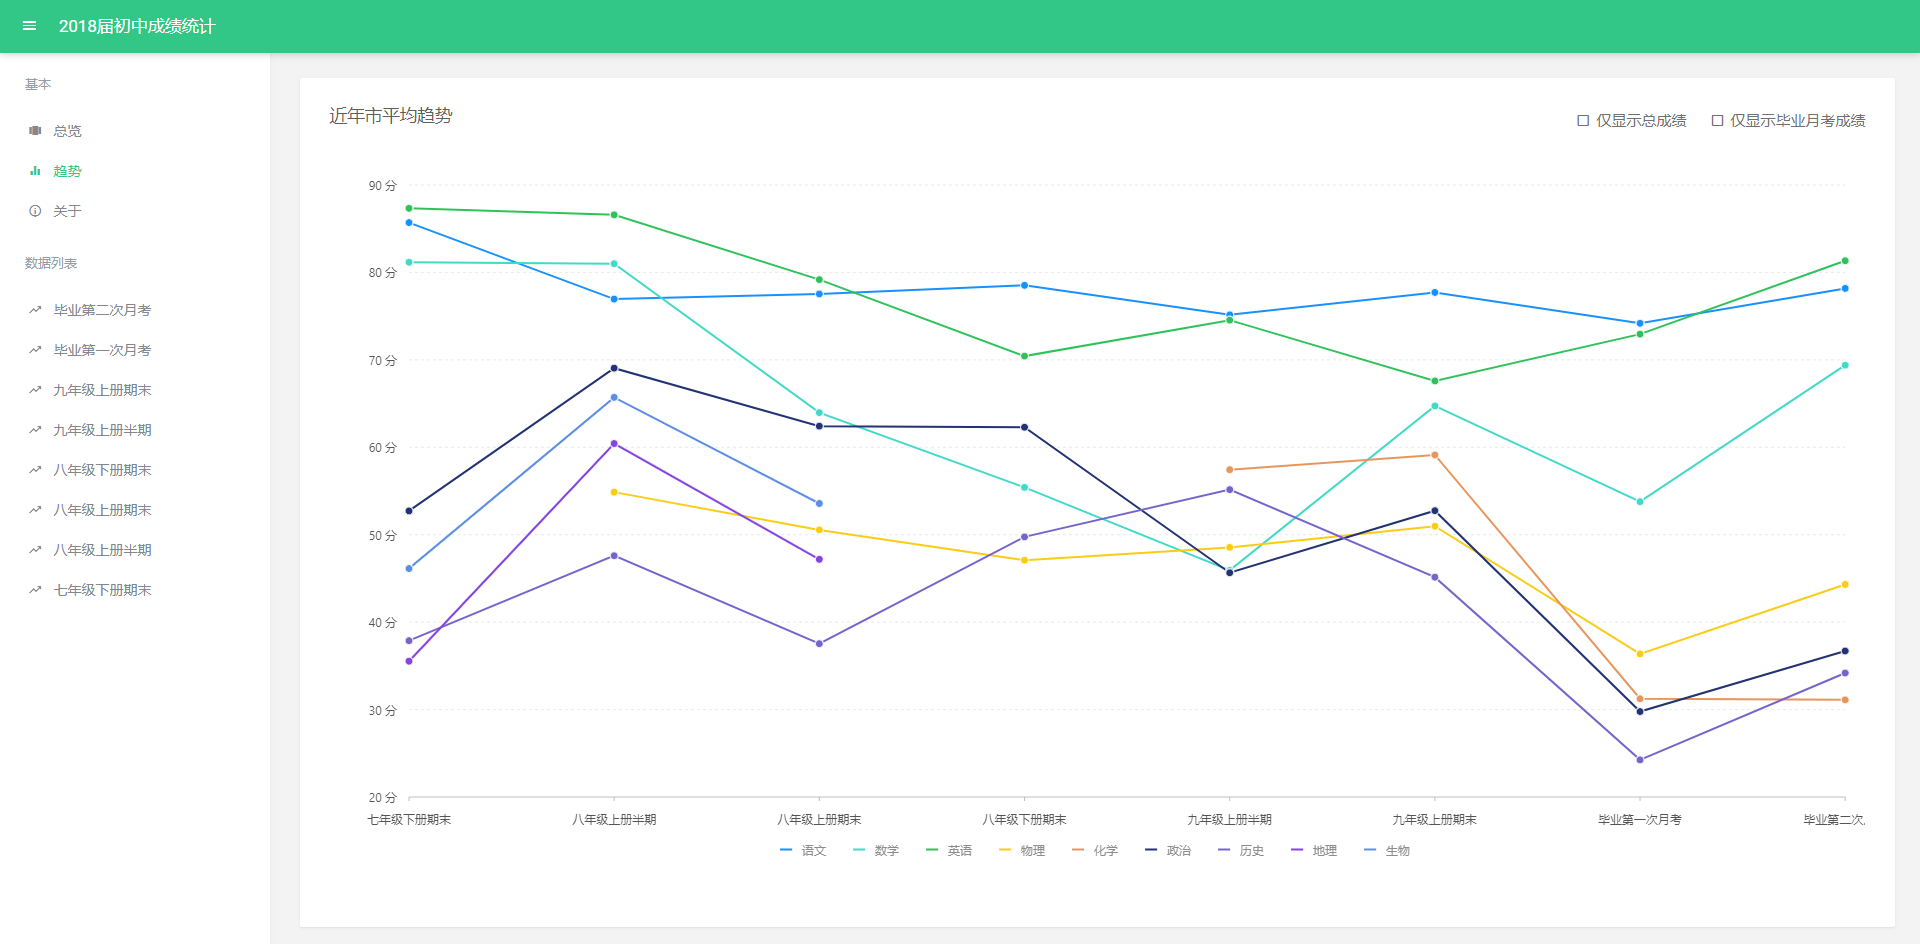 2018届初中成绩统计
基本
总览
趋势
关于
数据列表
毕业第二次月考
毕业第一次月考
九年级上册期末
九年级上册半期
八年级下册期末
八年级上册期末
八年级上册半期
七年级下册期末
近年市平均趋势
仅显示总成绩 仅显示毕业月考成绩
90 分
80 分
70 分
60 分
50 分
40 分
30 分
20 分
七年级下册期末 八年级上册半期 八年级上册期末 八年级下册期末 九年级上册半期 九年级上册期末 毕业第一次月考 毕业第二次.
语文 数学 英语 物理 化学 政治 历史 地理 生物